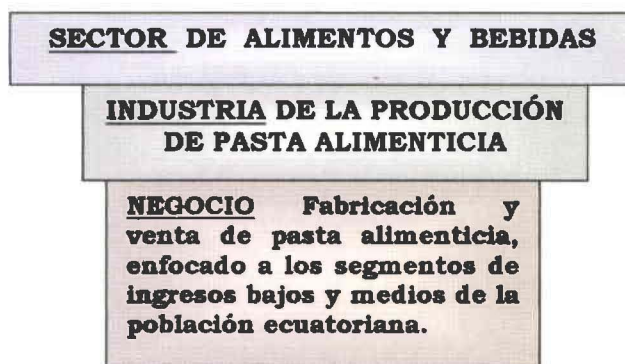 SECTOR DE ALIMENTOS Y BEBIDAS
INDUSTRIA DE LA PRODUCCIÓN
DE PASTA ALIMENTICIA
NEGOCIO Fabricación y
venta de pasta alimenticia,
enfocado a los segmentos de
ingresos bajos y medios de la
población ecuatoriana.